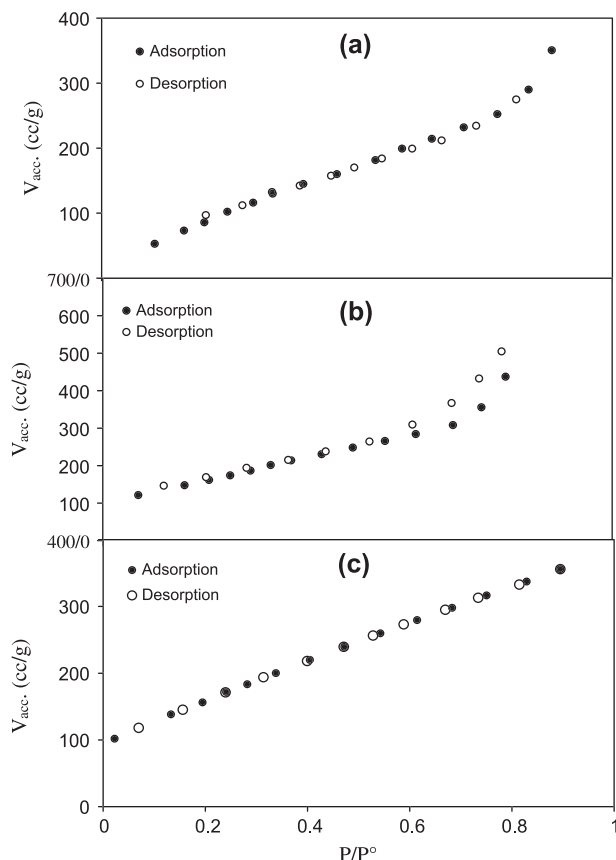 400
(a)
Adsorption
Desorption
300
Vacc. (cc/g)
200
100
700/0
(b)
Adsorption
Desorption
600
500
Vacc. (cc/g)
400
300
200
100
400/0
(c)
Adsorption
Desorption
300
Vacc. (cc/g)
200
100
0
0 0.2 0.4 0.6 0.8 1
P/P°